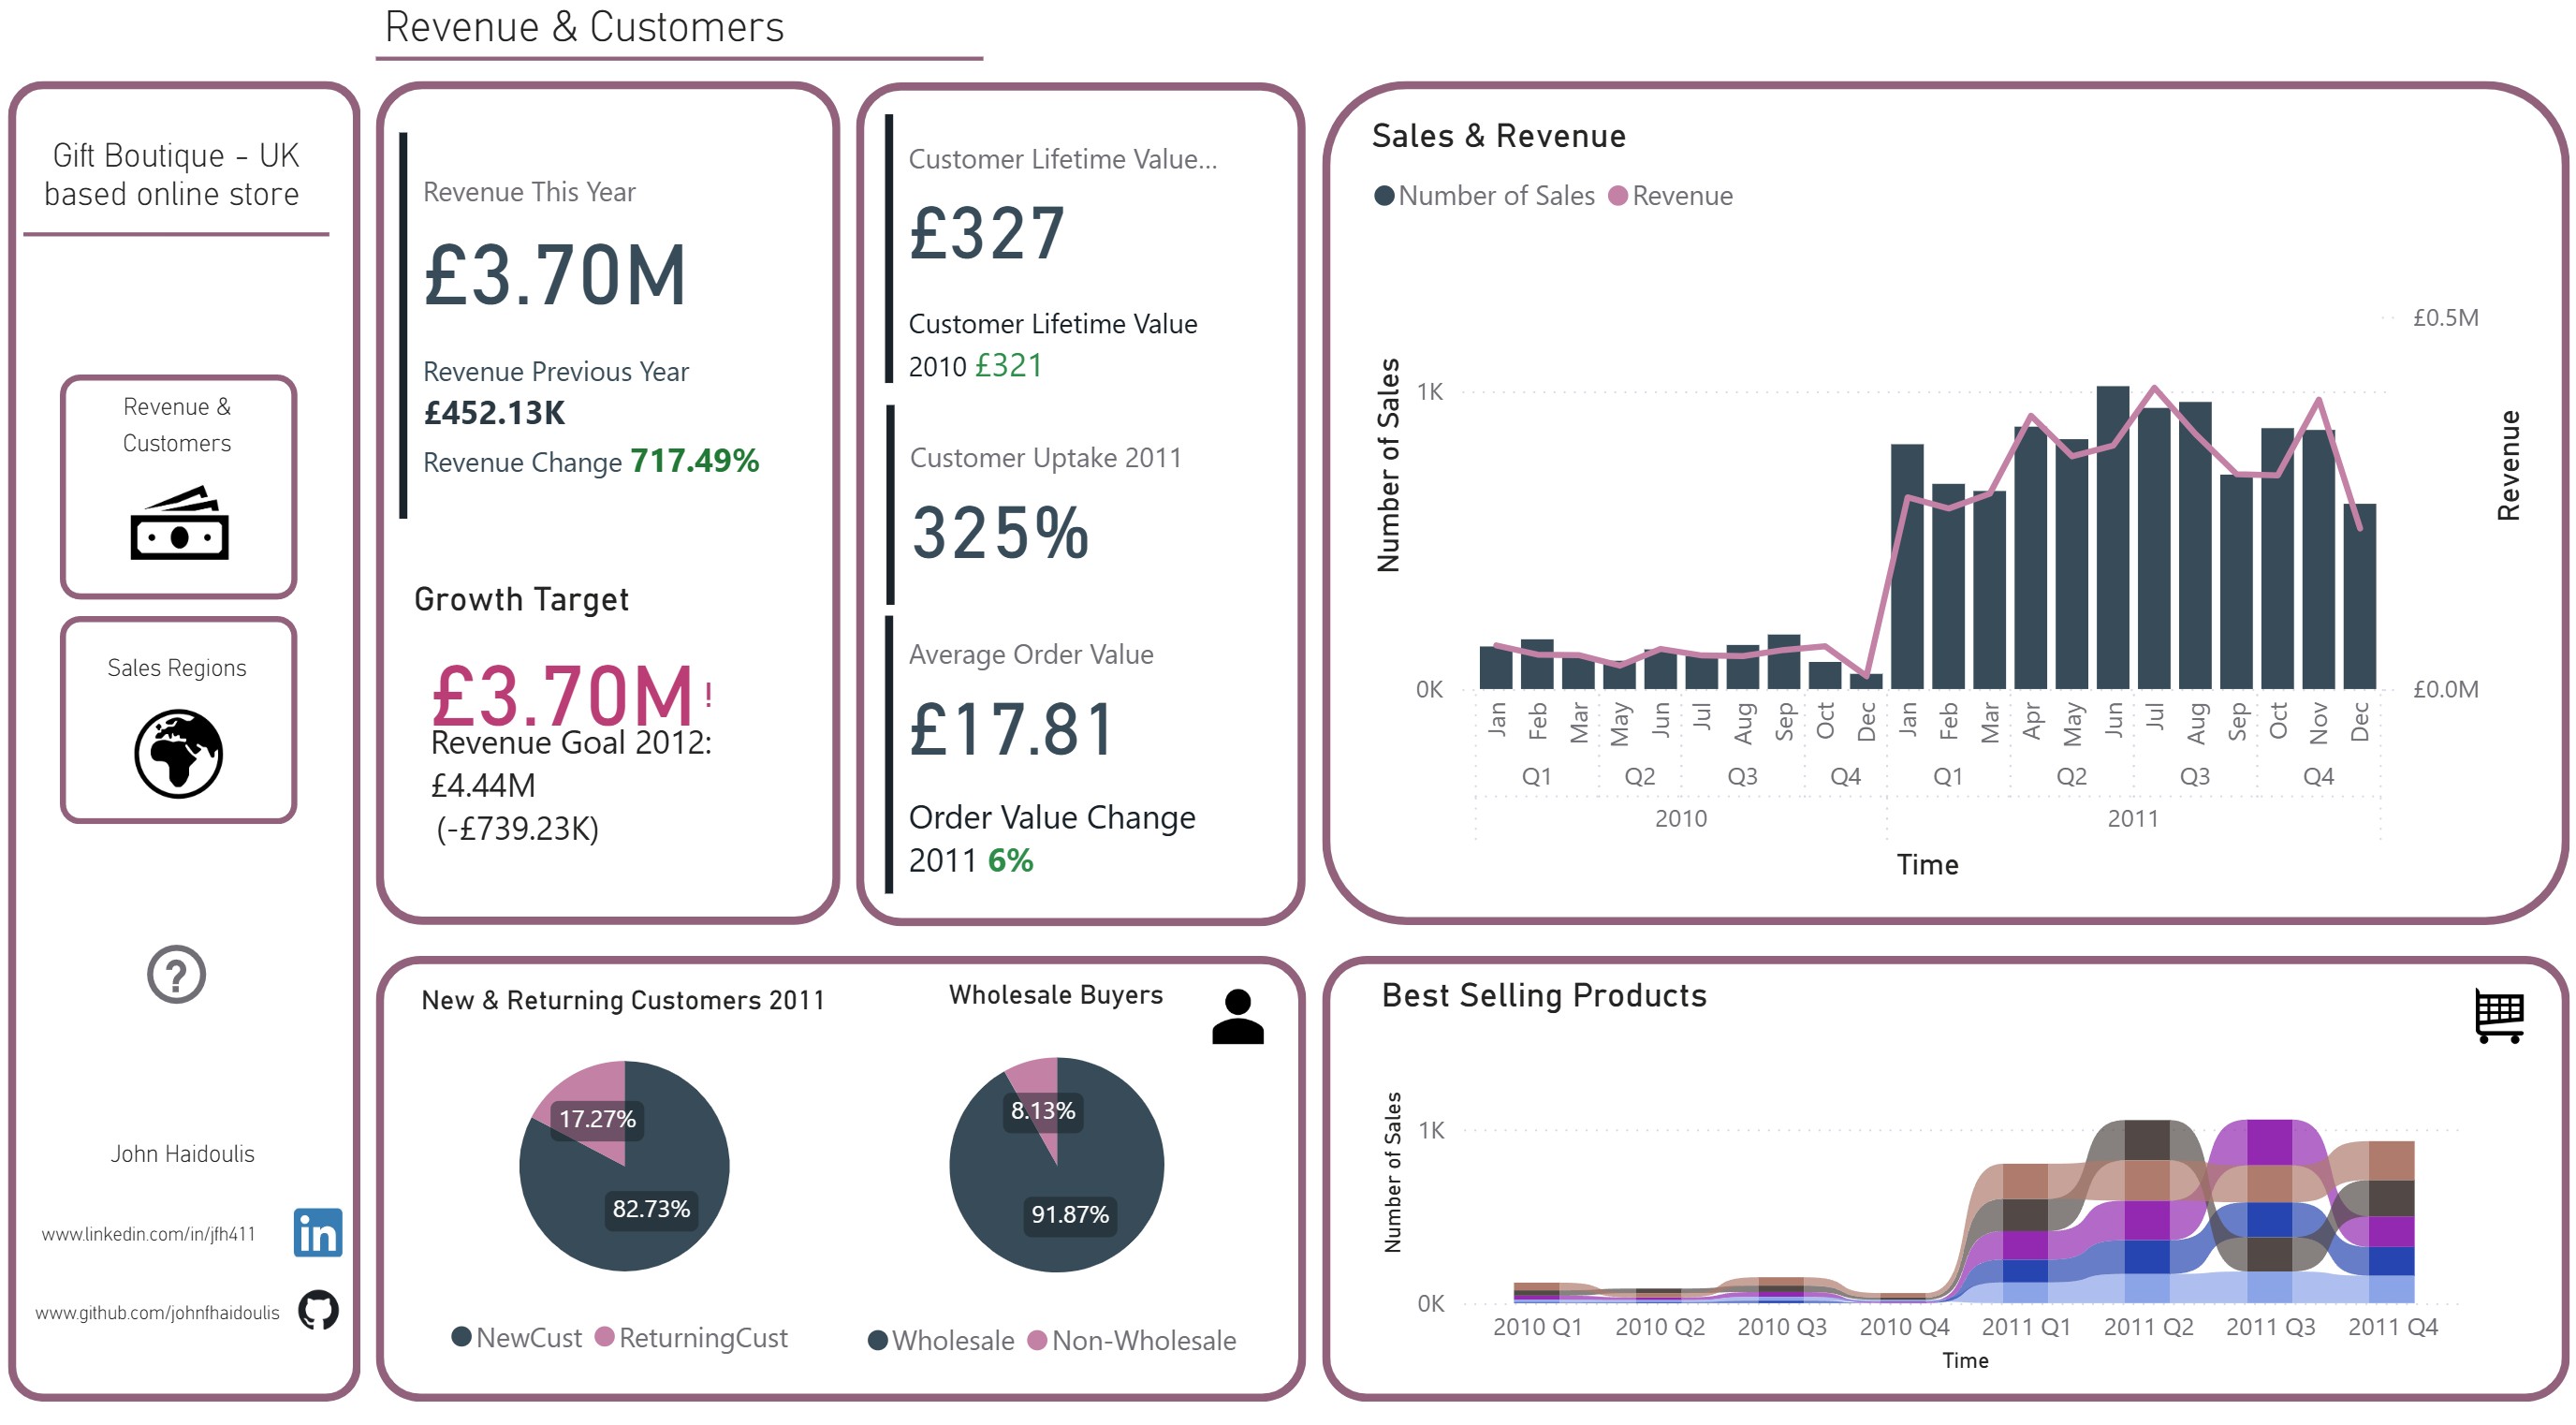 Revenue & Customers
Gift Boutique - UK
based online store
Revenue &
Customers
Sales Regions
?
John Haidoulis
www.linkedin.com/in/jfh411
in
www.github.com/johnfhaidoulis
Revenue This Year
£3.70M
Revenue Previous Year
£452.13K
Revenue Change 717.49%
Growth Target
£3.70M!
Revenue Goal 2012:
£4.44M
(-£739.23K)
Customer Lifetime Value...
£327
Customer Lifetime Value
2010 £321
Customer Uptake 2011
325%
Average Order Value
£17.81
Order Value Change
2011 6%
Sales & Revenue
Number of Sales Revenue
Number of Sales
1K
0K
£0.5M
£0.0M
Revenue
Jan Feb Mar May Jun Jul Aug Sep Oct Dec Jan Feb Mar Apr May Jun Jul Aug Sep Oct Nov Dec
Q1 Q2 Q3 Q4 Q1 Q2 Q3 Q4
2010 2011
Time
New & Returning Customers 2011
17.27%
82.73%
NewCust ReturningCust
Wholesale Buyers
8.13%
91.87%
Wholesale Non-Wholesale
Best Selling Products
Number of Sales
1K
0K
2010 Q1 2010 Q2 2010 Q3 2010 Q4 2011 Q1 2011 Q2 2011 Q3 2011 Q4
Time